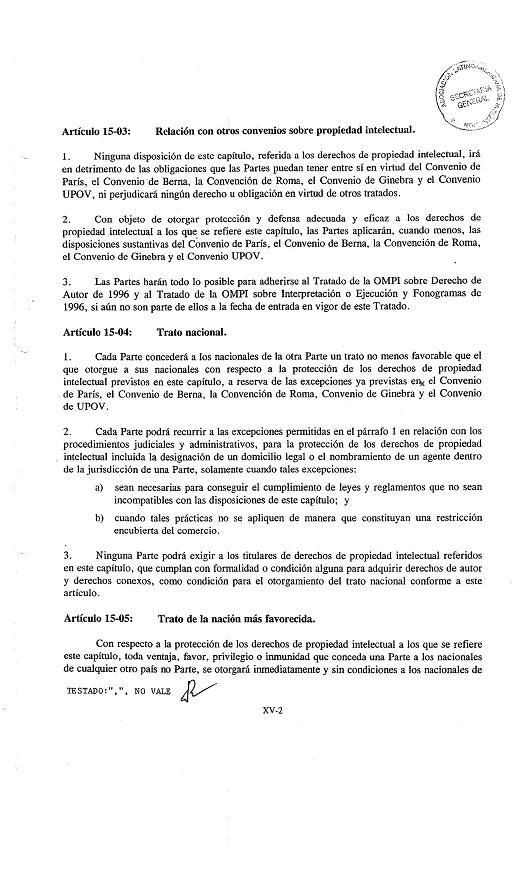 ASOCIACION LATINOAMERICANA DE INTEGRACION
SECRETARIA
GENERAL
Artículo 15-03: Relación con otros convenios sobre propiedad intelectual.
1. Ninguna disposición de este capítulo, referida a los derechos de propiedad intelectual, irá
en detrimento de las obligaciones que las Partes puedan tener entre sí en virtud del Convenio de
París, el Convenio de Berna, la Convención de Roma, el Convenio de Ginebra y el Convenio
UPOV, ni perjudicará ningún derecho u obligación en virtud de otros tratados.
2. Con objeto de otorgar protección y defensa adecuada y eficaz a los derechos de
propiedad intelectual a los que se refiere este capítulo, las Partes aplicarán, cuando menos, las
disposiciones sustantivas del Convenio de París, el Convenio de Berna, la Convención de Roma,
el Convenio de Ginebra y el Convenio UPOV.
3. Las Partes harán todo lo posible para adherirse al Tratado de la OMPI sobre Derecho de
Autor de 1996 y al Tratado de la OMPI sobre Interpretación o Ejecución y Fonogramas de
1996, si aún no son parte de ellos a la fecha de entrada en vigor de este Tratado.
Artículo 15-04: Trato nacional.
1. Cada Parte concederá a los nacionales de la otra Parte un trato no menos favorable que el
que otorgue a sus nacionales con respecto a la protección de los derechos de propiedad
intelectual previstos en este capítulo, a reserva de las excepciones ya previstas en el Convenio
de París, el Convenio de Berna, la Convención de Roma, Convenio de Ginebra y el Convenio
de UPOV.
2. Cada Parte podrá recurrir a las excepciones permitidas en el párrafo 1 en relación con los
procedimientos judiciales y administrativos, para la protección de los derechos de propiedad
intelectual incluida la designación de un domicilio legal o el nombramiento de un agente dentro
de la jurisdicción de una Parte, solamente cuando tales excepciones:
a) sean necesarias para conseguir el cumplimiento de leyes y reglamentos que no sean
incompatibles con las disposiciones de este capítulo; y
b) cuando tales prácticas no se apliquen de manera que constituyan una restricción
encubierta del comercio.
3. Ninguna Parte podrá exigir a los titulares de derechos de propiedad intelectual referidos
en este capítulo, que cumplan con formalidad o condición alguna para adquirir derechos de autor
y derechos conexos, como condición para el otorgamiento del trato nacional conforme a este
artículo.
Artículo 15-05: Trato de la nación más favorecida.
Con respecto a la protección de los derechos de propiedad intelectual a los que se refiere
este capítulo, toda ventaja, favor, privilegio o inmunidad que conceda una Parte a los nacionales
de cualquier otro país no Parte, se otorgará inmediatamente y sin condiciones a los nacionales de
TESTADO:",", NO VALE
XV-2